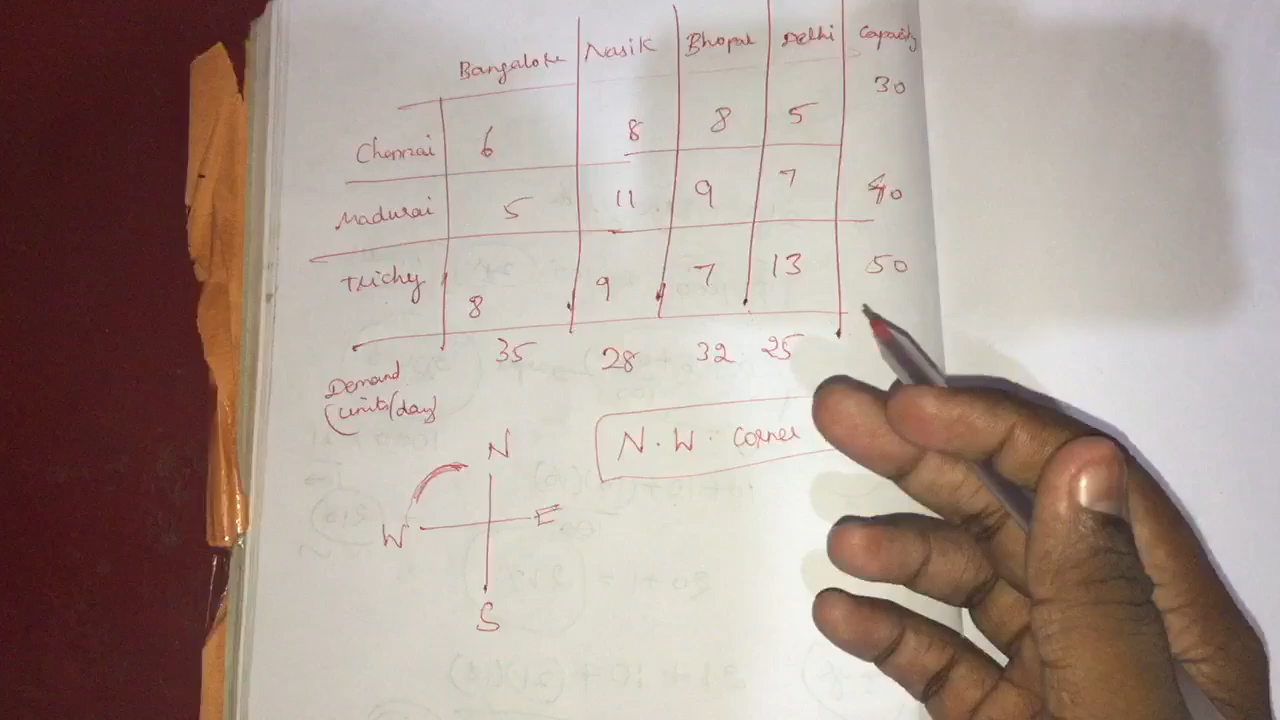 Bangalore Nasik Bhopal Delhi Capacity
30
Chennai 6 8 8 5
Madurai 5 11 9 7 40
Trichy 8 9 7 13 50
35 28 32 25
Demand
(units/day)
N.W. corner
N
W E
S